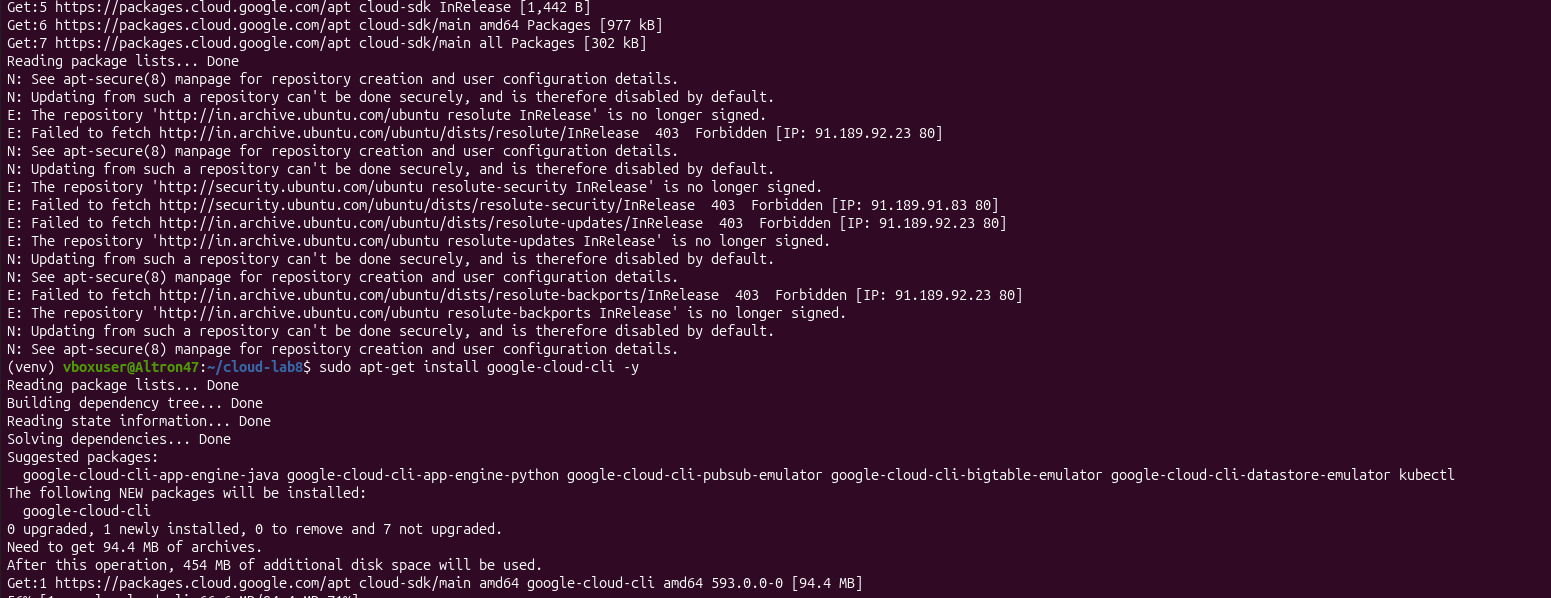 Get:5 https://packages.cloud.google.com/apt cloud-sdk InRelease [1,442 B]
Get:6 https://packages.cloud.google.com/apt cloud-sdk/main amd64 Packages [977 kB]
Get:7 https://packages.cloud.google.com/apt cloud-sdk/main all Packages [302 kB]
Reading package lists... Done
N: See apt-secure(8) manpage for repository creation and user configuration details.
N: Updating from such a repository can't be done securely, and is therefore disabled by default.
E: The repository 'http://in.archive.ubuntu.com/ubuntu resolute InRelease' is no longer signed.
E: Failed to fetch http://in.archive.ubuntu.com/ubuntu/dists/resolute/InRelease  403  Forbidden [IP: 91.189.92.23 80]
N: See apt-secure(8) manpage for repository creation and user configuration details.
N: Updating from such a repository can't be done securely, and is therefore disabled by default.
E: The repository 'http://security.ubuntu.com/ubuntu resolute-security InRelease' is no longer signed.
E: Failed to fetch http://security.ubuntu.com/ubuntu/dists/resolute-security/InRelease  403  Forbidden [IP: 91.189.91.83 80]
E: Failed to fetch http://in.archive.ubuntu.com/ubuntu/dists/resolute-updates/InRelease  403  Forbidden [IP: 91.189.92.23 80]
E: The repository 'http://in.archive.ubuntu.com/ubuntu resolute-updates InRelease' is no longer signed.
N: Updating from such a repository can't be done securely, and is therefore disabled by default.
N: See apt-secure(8) manpage for repository creation and user configuration details.
E: Failed to fetch http://in.archive.ubuntu.com/ubuntu/dists/resolute-backports/InRelease  403  Forbidden [IP: 91.189.92.23 80]
E: The repository 'http://in.archive.ubuntu.com/ubuntu resolute-backports InRelease' is no longer signed.
N: Updating from such a repository can't be done securely, and is therefore disabled by default.
N: See apt-secure(8) manpage for repository creation and user configuration details.
(venv) vboxuser@Altron47:~/cloud-lab8$ sudo apt-get install google-cloud-cli -y
Reading package lists... Done
Building dependency tree... Done
Reading state information... Done
Solving dependencies... Done
Suggested packages:
  google-cloud-cli-app-engine-java google-cloud-cli-app-engine-python google-cloud-cli-pubsub-emulator google-cloud-cli-bigtable-emulator google-cloud-cli-datastore-emulator kubectl
The following NEW packages will be installed:
  google-cloud-cli
0 upgraded, 1 newly installed, 0 to remove and 7 not upgraded.
Need to get 94.4 MB of archives.
After this operation, 454 MB of additional disk space will be used.
Get:1 https://packages.cloud.google.com/apt cloud-sdk/main amd64 google-cloud-cli amd64 593.0.0-0 [94.4 MB]